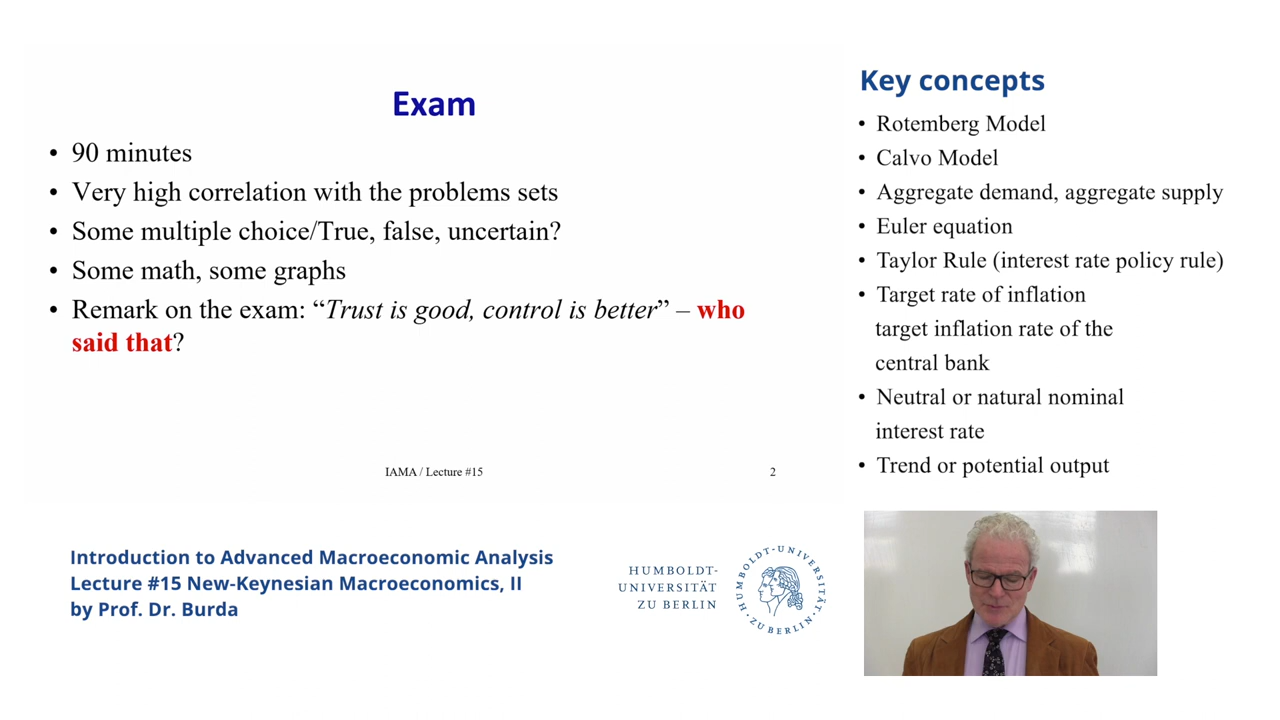 Exam
• 90 minutes
• Very high correlation with the problems sets
• Some multiple choice/True, false, uncertain?
• Some math, some graphs
• Remark on the exam: “Trust is good, control is better” – who
said that?
IAMA / Lecture #15
2
Key concepts
• Rotemberg Model
• Calvo Model
• Aggregate demand, aggregate supply
• Euler equation
• Taylor Rule (interest rate policy rule)
• Target rate of inflation
target inflation rate of the
central bank
• Neutral or natural nominal
interest rate
• Trend or potential output
Introduction to Advanced Macroeconomic Analysis
Lecture #15 New-Keynesian Macroeconomics, II
by Prof. Dr. Burda
HUMBOLDT-
UNIVERSITÄT
ZU BERLIN
HUMBOLDT-UNIVERSITÄT
· ZU BERLIN ·